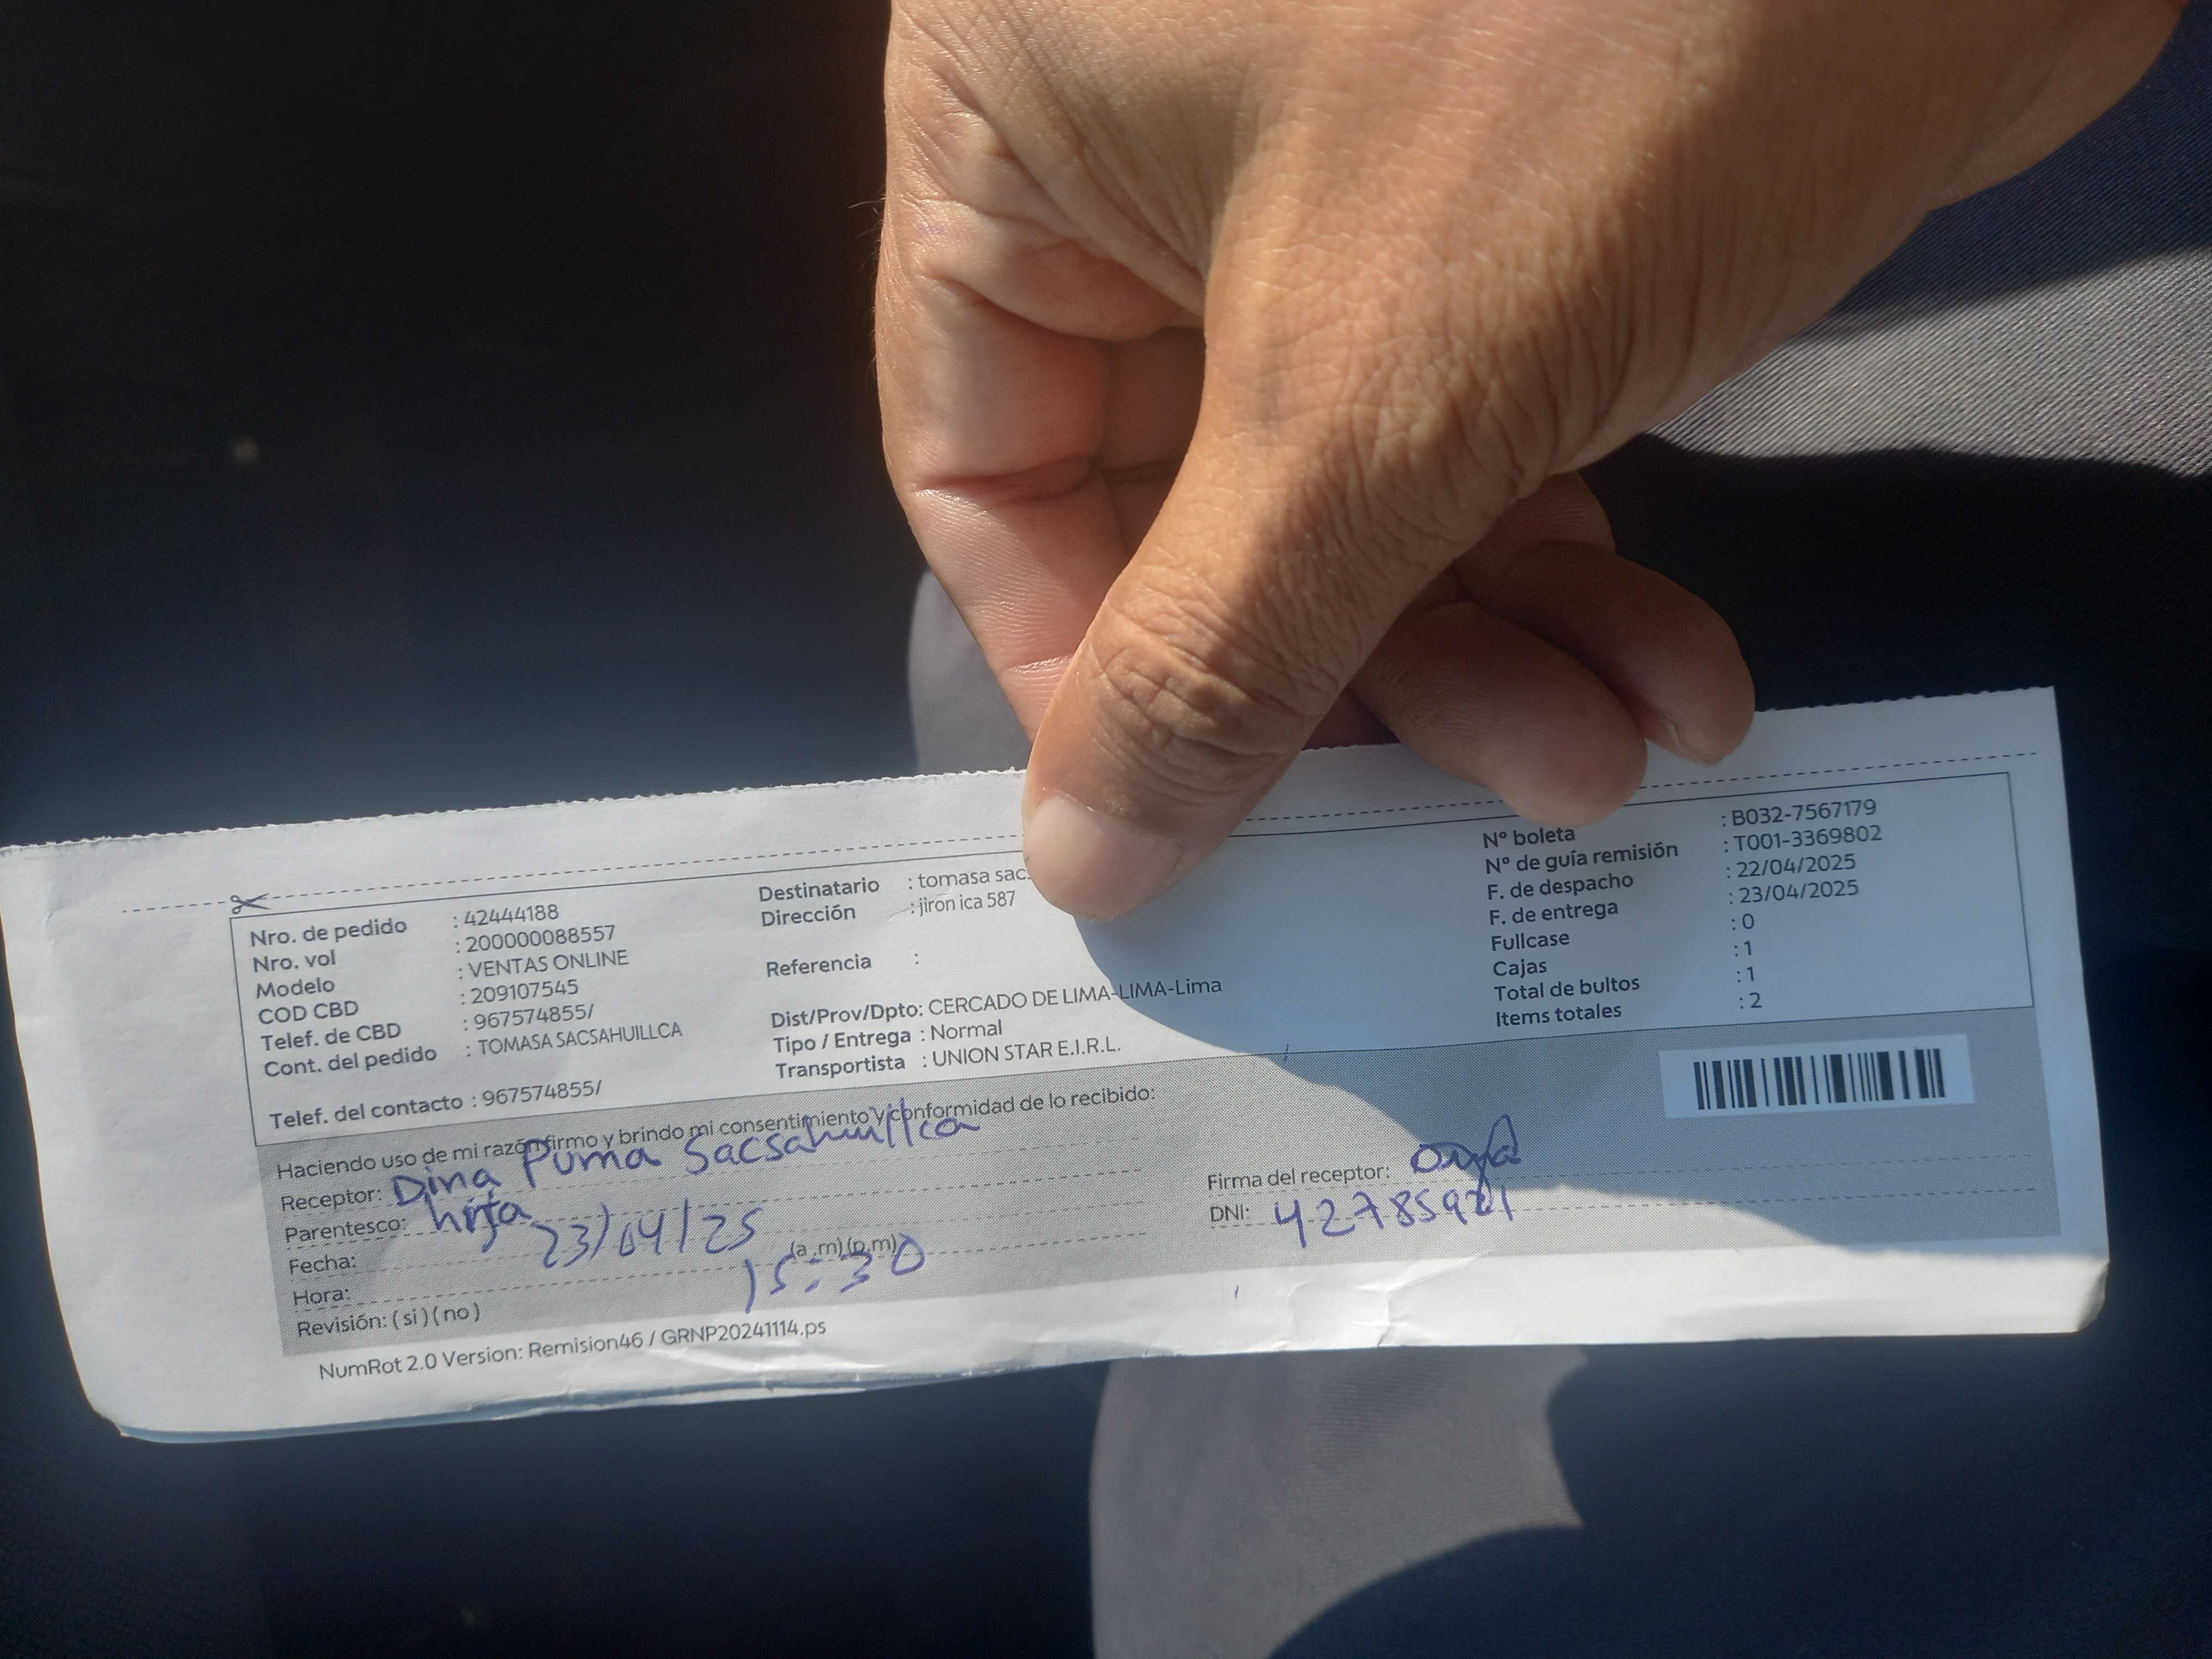 Nro. de pedido : 42444188
Nro. vol : 200000088557
Modelo : VENTAS ONLINE
COD CBD : 209107545
Telef. de CBD : 967574855/
Cont. del pedido : TOMASA SACSAHUILLCA
Telef. del contacto : 967574855/
Destinatario : tomasa
Dirección : jiron ica 587
Referencia :
Dist/Prov/Dpto: CERCADO DE LIMA-LIMA-Lima
Tipo / Entrega : Normal
Transportista : UNION STAR E.I.R.L.
N° boleta : B032-7567179
N° de guía remisión : T001-3369802
F. de despacho : 22/04/2025
F. de entrega : 23/04/2025
Fullcase : 0
Cajas : 1
Total de bultos : 1
Items totales : 2
Haciendo uso de mi razón firmo y brindo mi consentimiento y conformidad de lo recibido:
Receptor: Dina Puma Sacsahuillca
Parentesco: hija
Fecha: 23/04/25
Hora: 15:30 (a .m) (p.m)
Revisión: ( si ) ( no )
Firma del receptor:
DNI:
NumRot 2.0 Version: Remision46 / GRNP20241114.ps